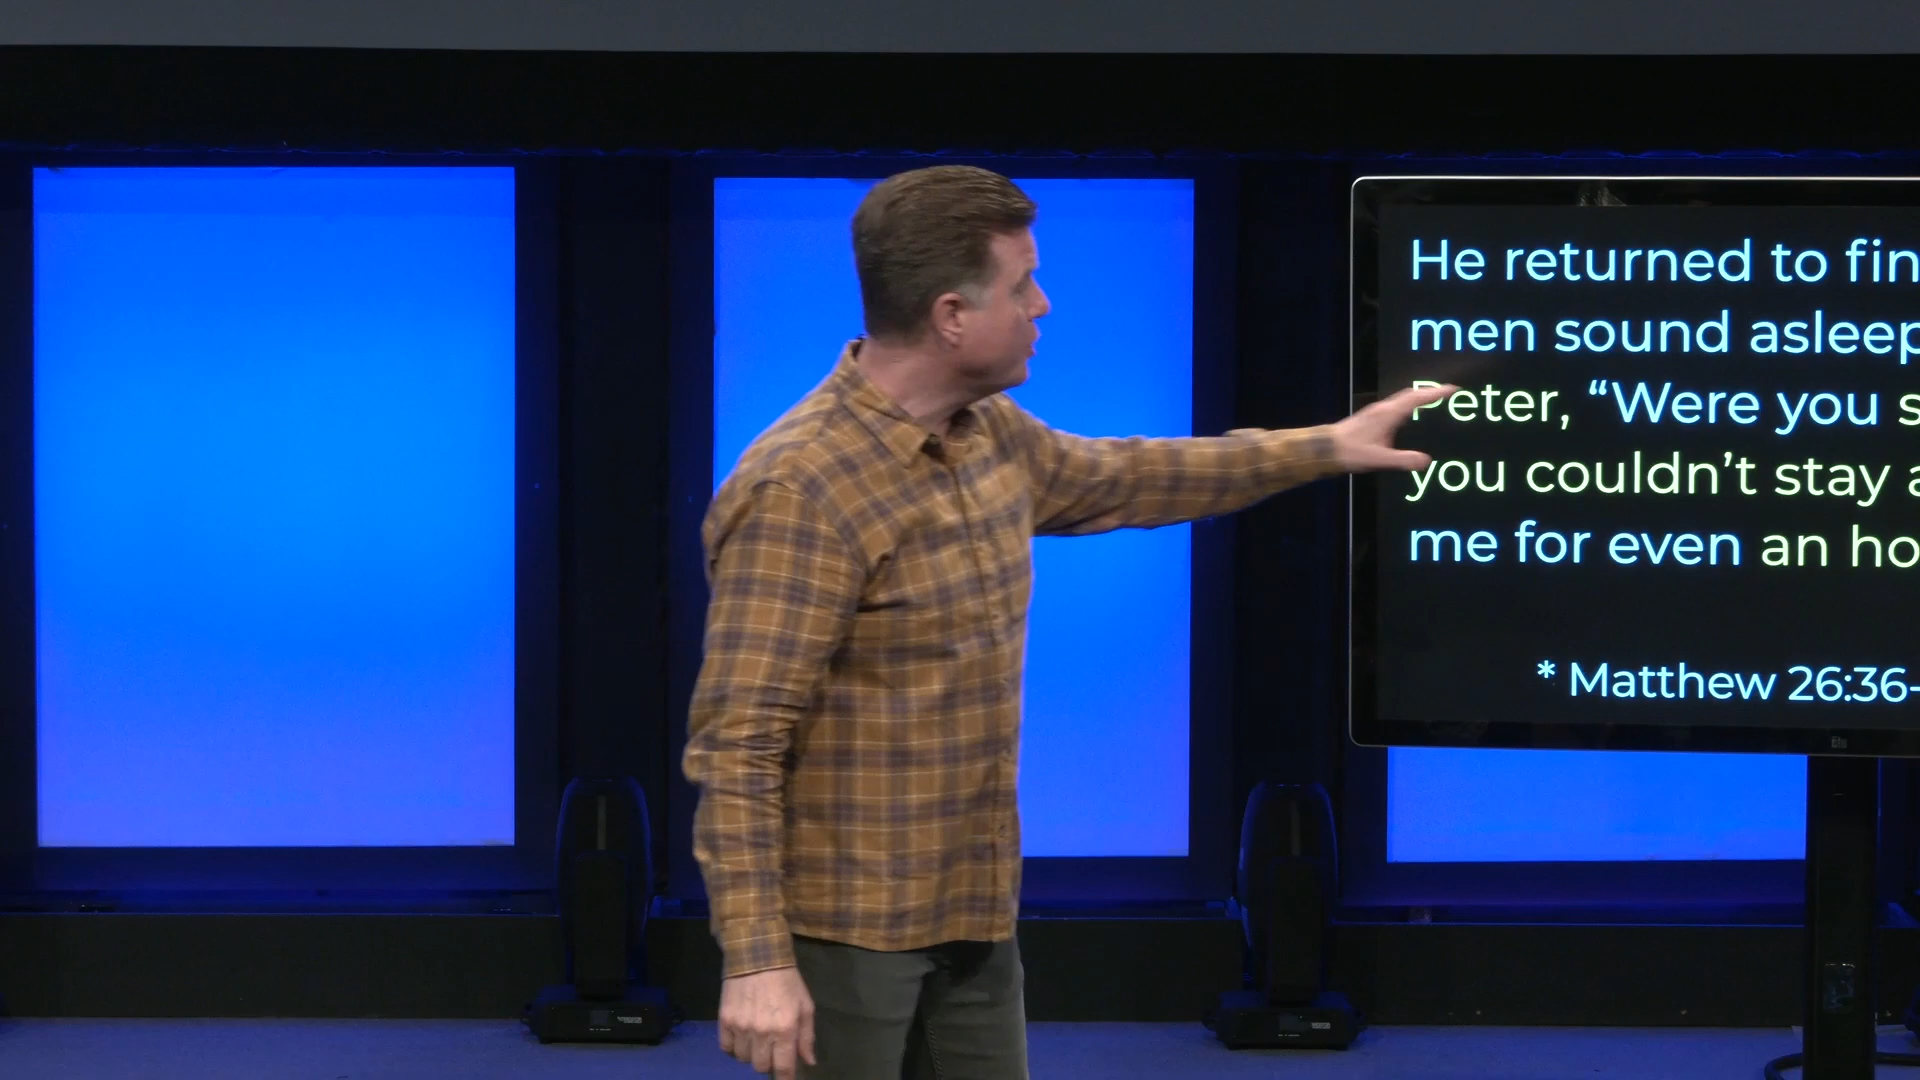 He returned to fin
men sound asleep
Peter, “Were you s
you couldn’t stay a
me for even an ho
* Matthew 26:36-
elo